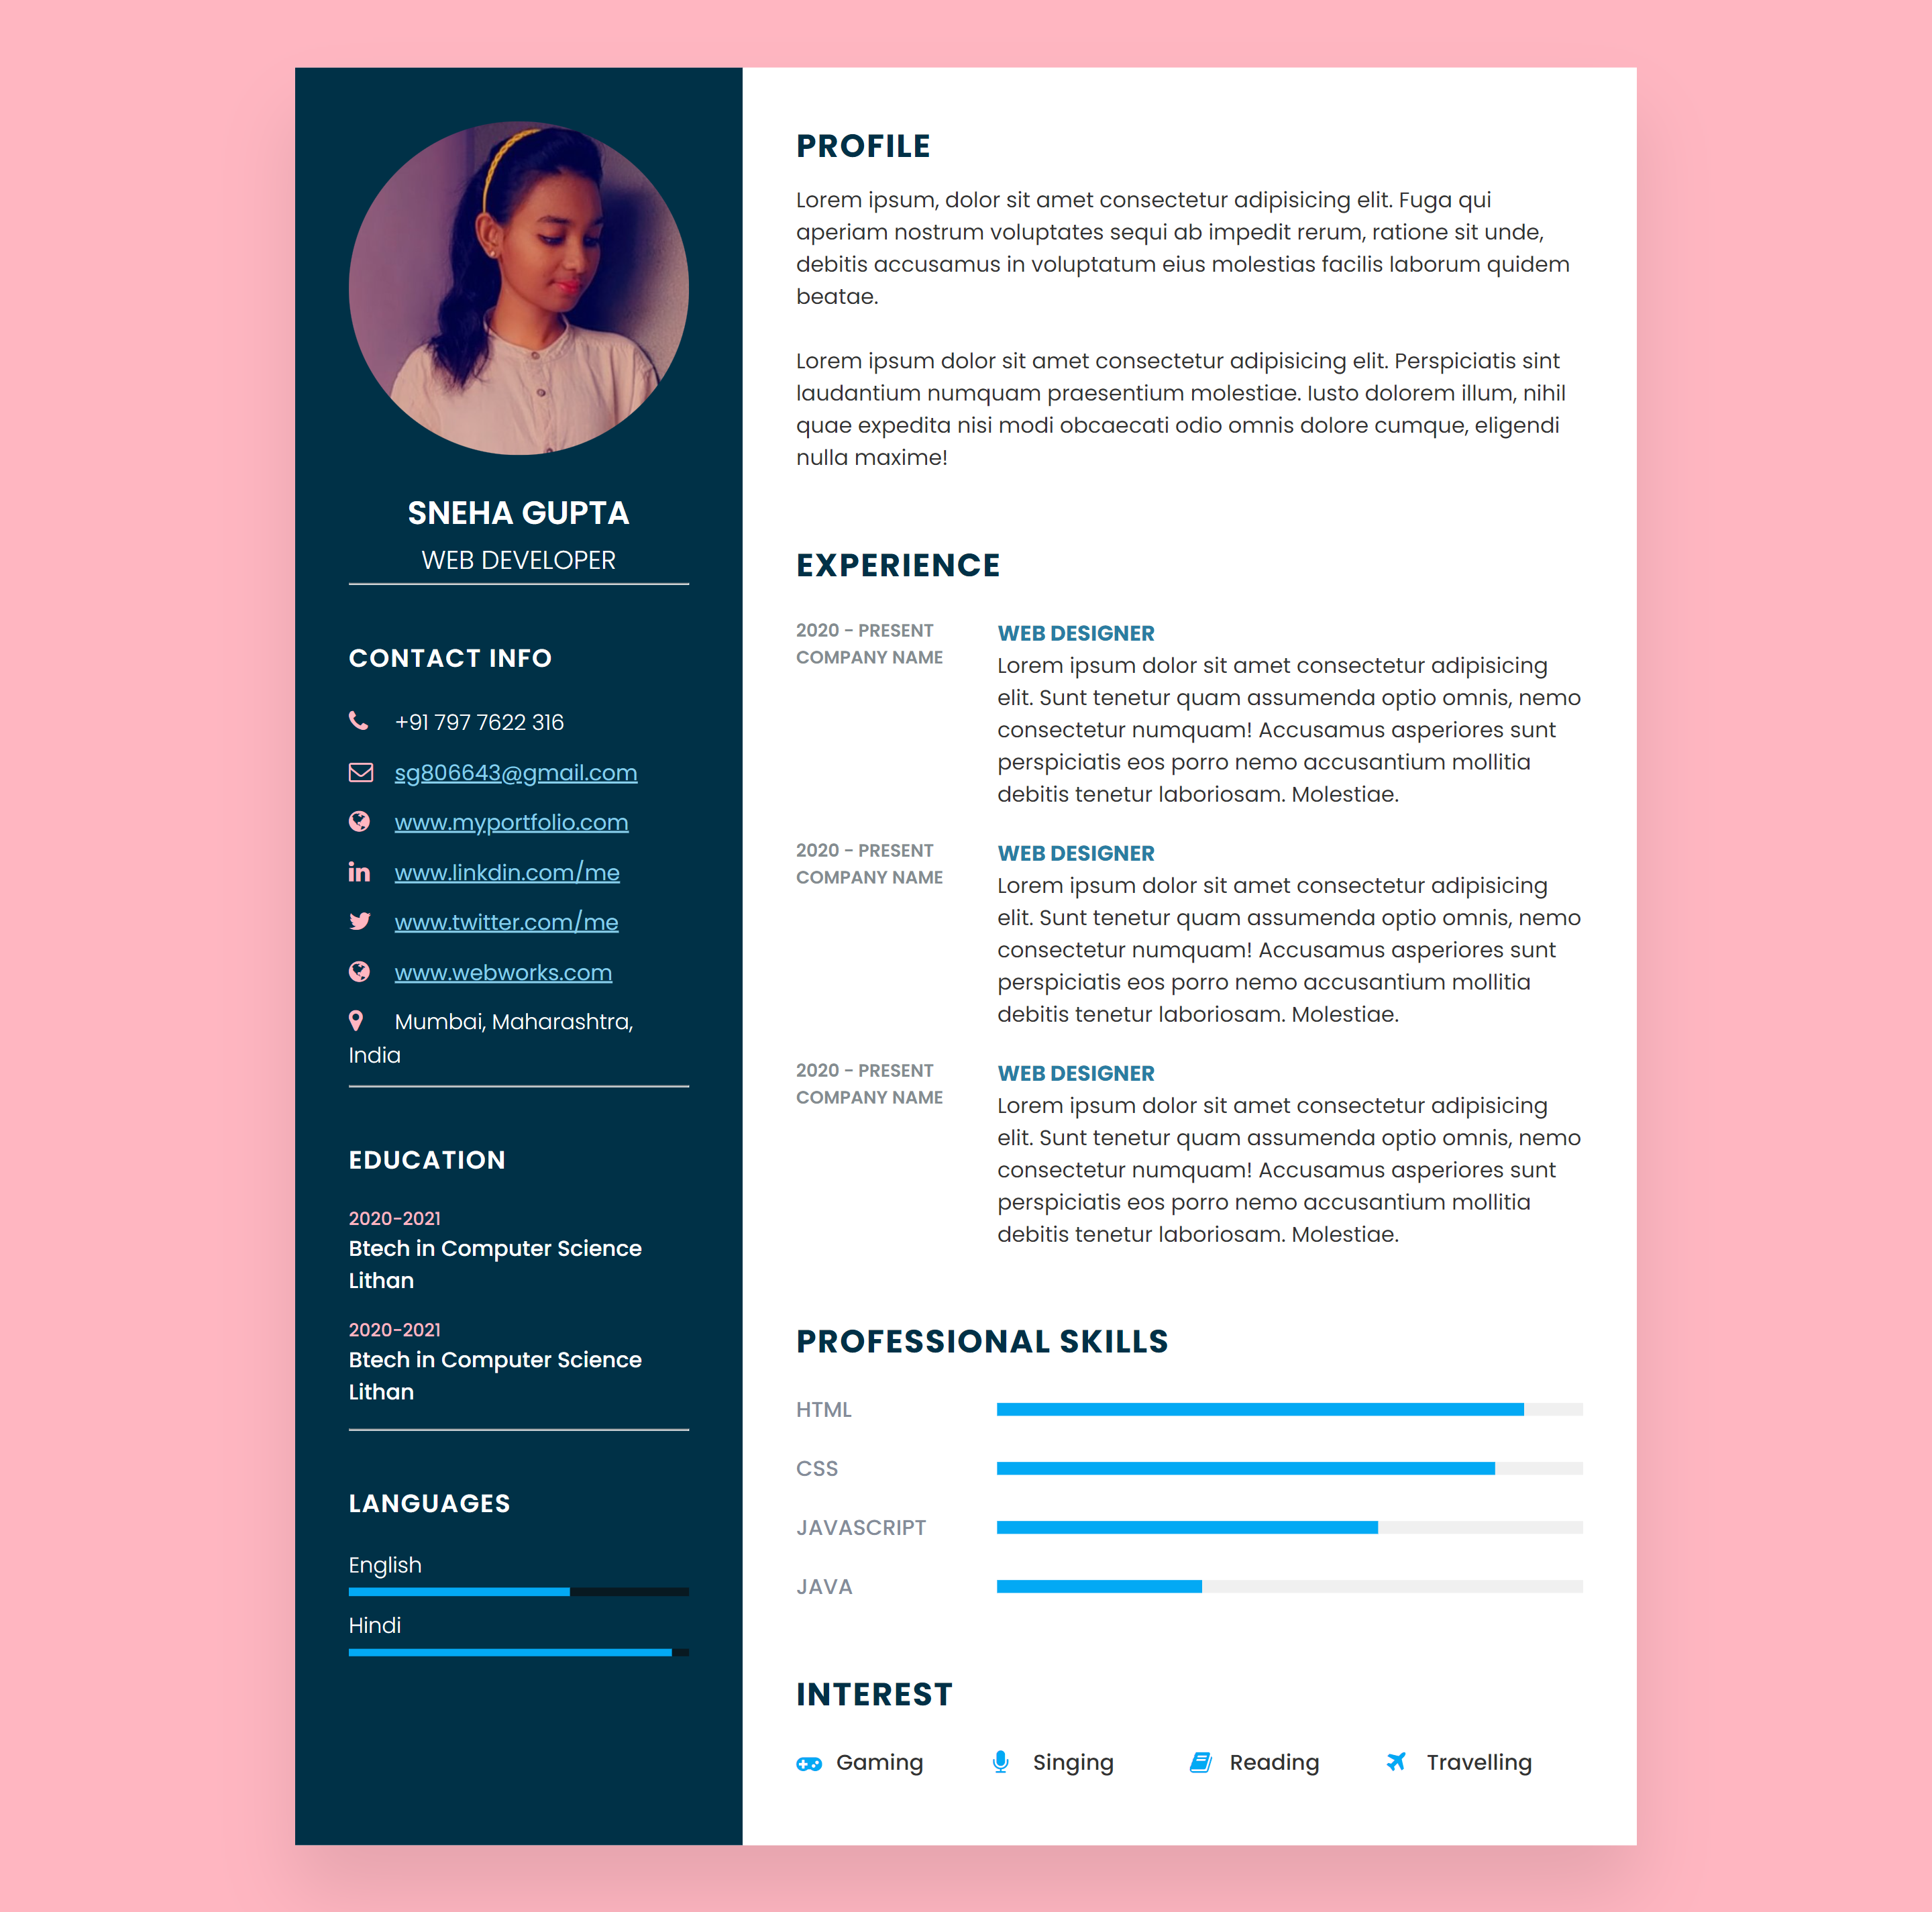 SNEHA GUPTA
WEB DEVELOPER
CONTACT INFO
+91 797 7622 316
sg806643@gmail.com
www.myportfolio.com
www.linkdin.com/me
www.twitter.com/me
www.webworks.com
Mumbai, Maharashtra,
India
EDUCATION
2020-2021
Btech in Computer Science
Lithan
2020-2021
Btech in Computer Science
Lithan
LANGUAGES
English
Hindi
PROFILE
Lorem ipsum, dolor sit amet consectetur adipisicing elit. Fuga qui
aperiam nostrum voluptates sequi ab impedit rerum, ratione sit unde,
debitis accusamus in voluptatum eius molestias facilis laborum quidem
beatae.
Lorem ipsum dolor sit amet consectetur adipisicing elit. Perspiciatis sint
laudantium numquam praesentium molestiae. Iusto dolorem illum, nihil
quae expedita nisi modi obcaecati odio omnis dolore cumque, eligendi
nulla maxime!
EXPERIENCE
2020 - PRESENT
COMPANY NAME
WEB DESIGNER
Lorem ipsum dolor sit amet consectetur adipisicing
elit. Sunt tenetur quam assumenda optio omnis, nemo
consectetur numquam! Accusamus asperiores sunt
perspiciatis eos porro nemo accusantium mollitia
debitis tenetur laboriosam. Molestiae.
2020 - PRESENT
COMPANY NAME
WEB DESIGNER
Lorem ipsum dolor sit amet consectetur adipisicing
elit. Sunt tenetur quam assumenda optio omnis, nemo
consectetur numquam! Accusamus asperiores sunt
perspiciatis eos porro nemo accusantium mollitia
debitis tenetur laboriosam. Molestiae.
2020 - PRESENT
COMPANY NAME
WEB DESIGNER
Lorem ipsum dolor sit amet consectetur adipisicing
elit. Sunt tenetur quam assumenda optio omnis, nemo
consectetur numquam! Accusamus asperiores sunt
perspiciatis eos porro nemo accusantium mollitia
debitis tenetur laboriosam. Molestiae.
PROFESSIONAL SKILLS
HTML
CSS
JAVASCRIPT
JAVA
INTEREST
Gaming
Singing
Reading
Travelling